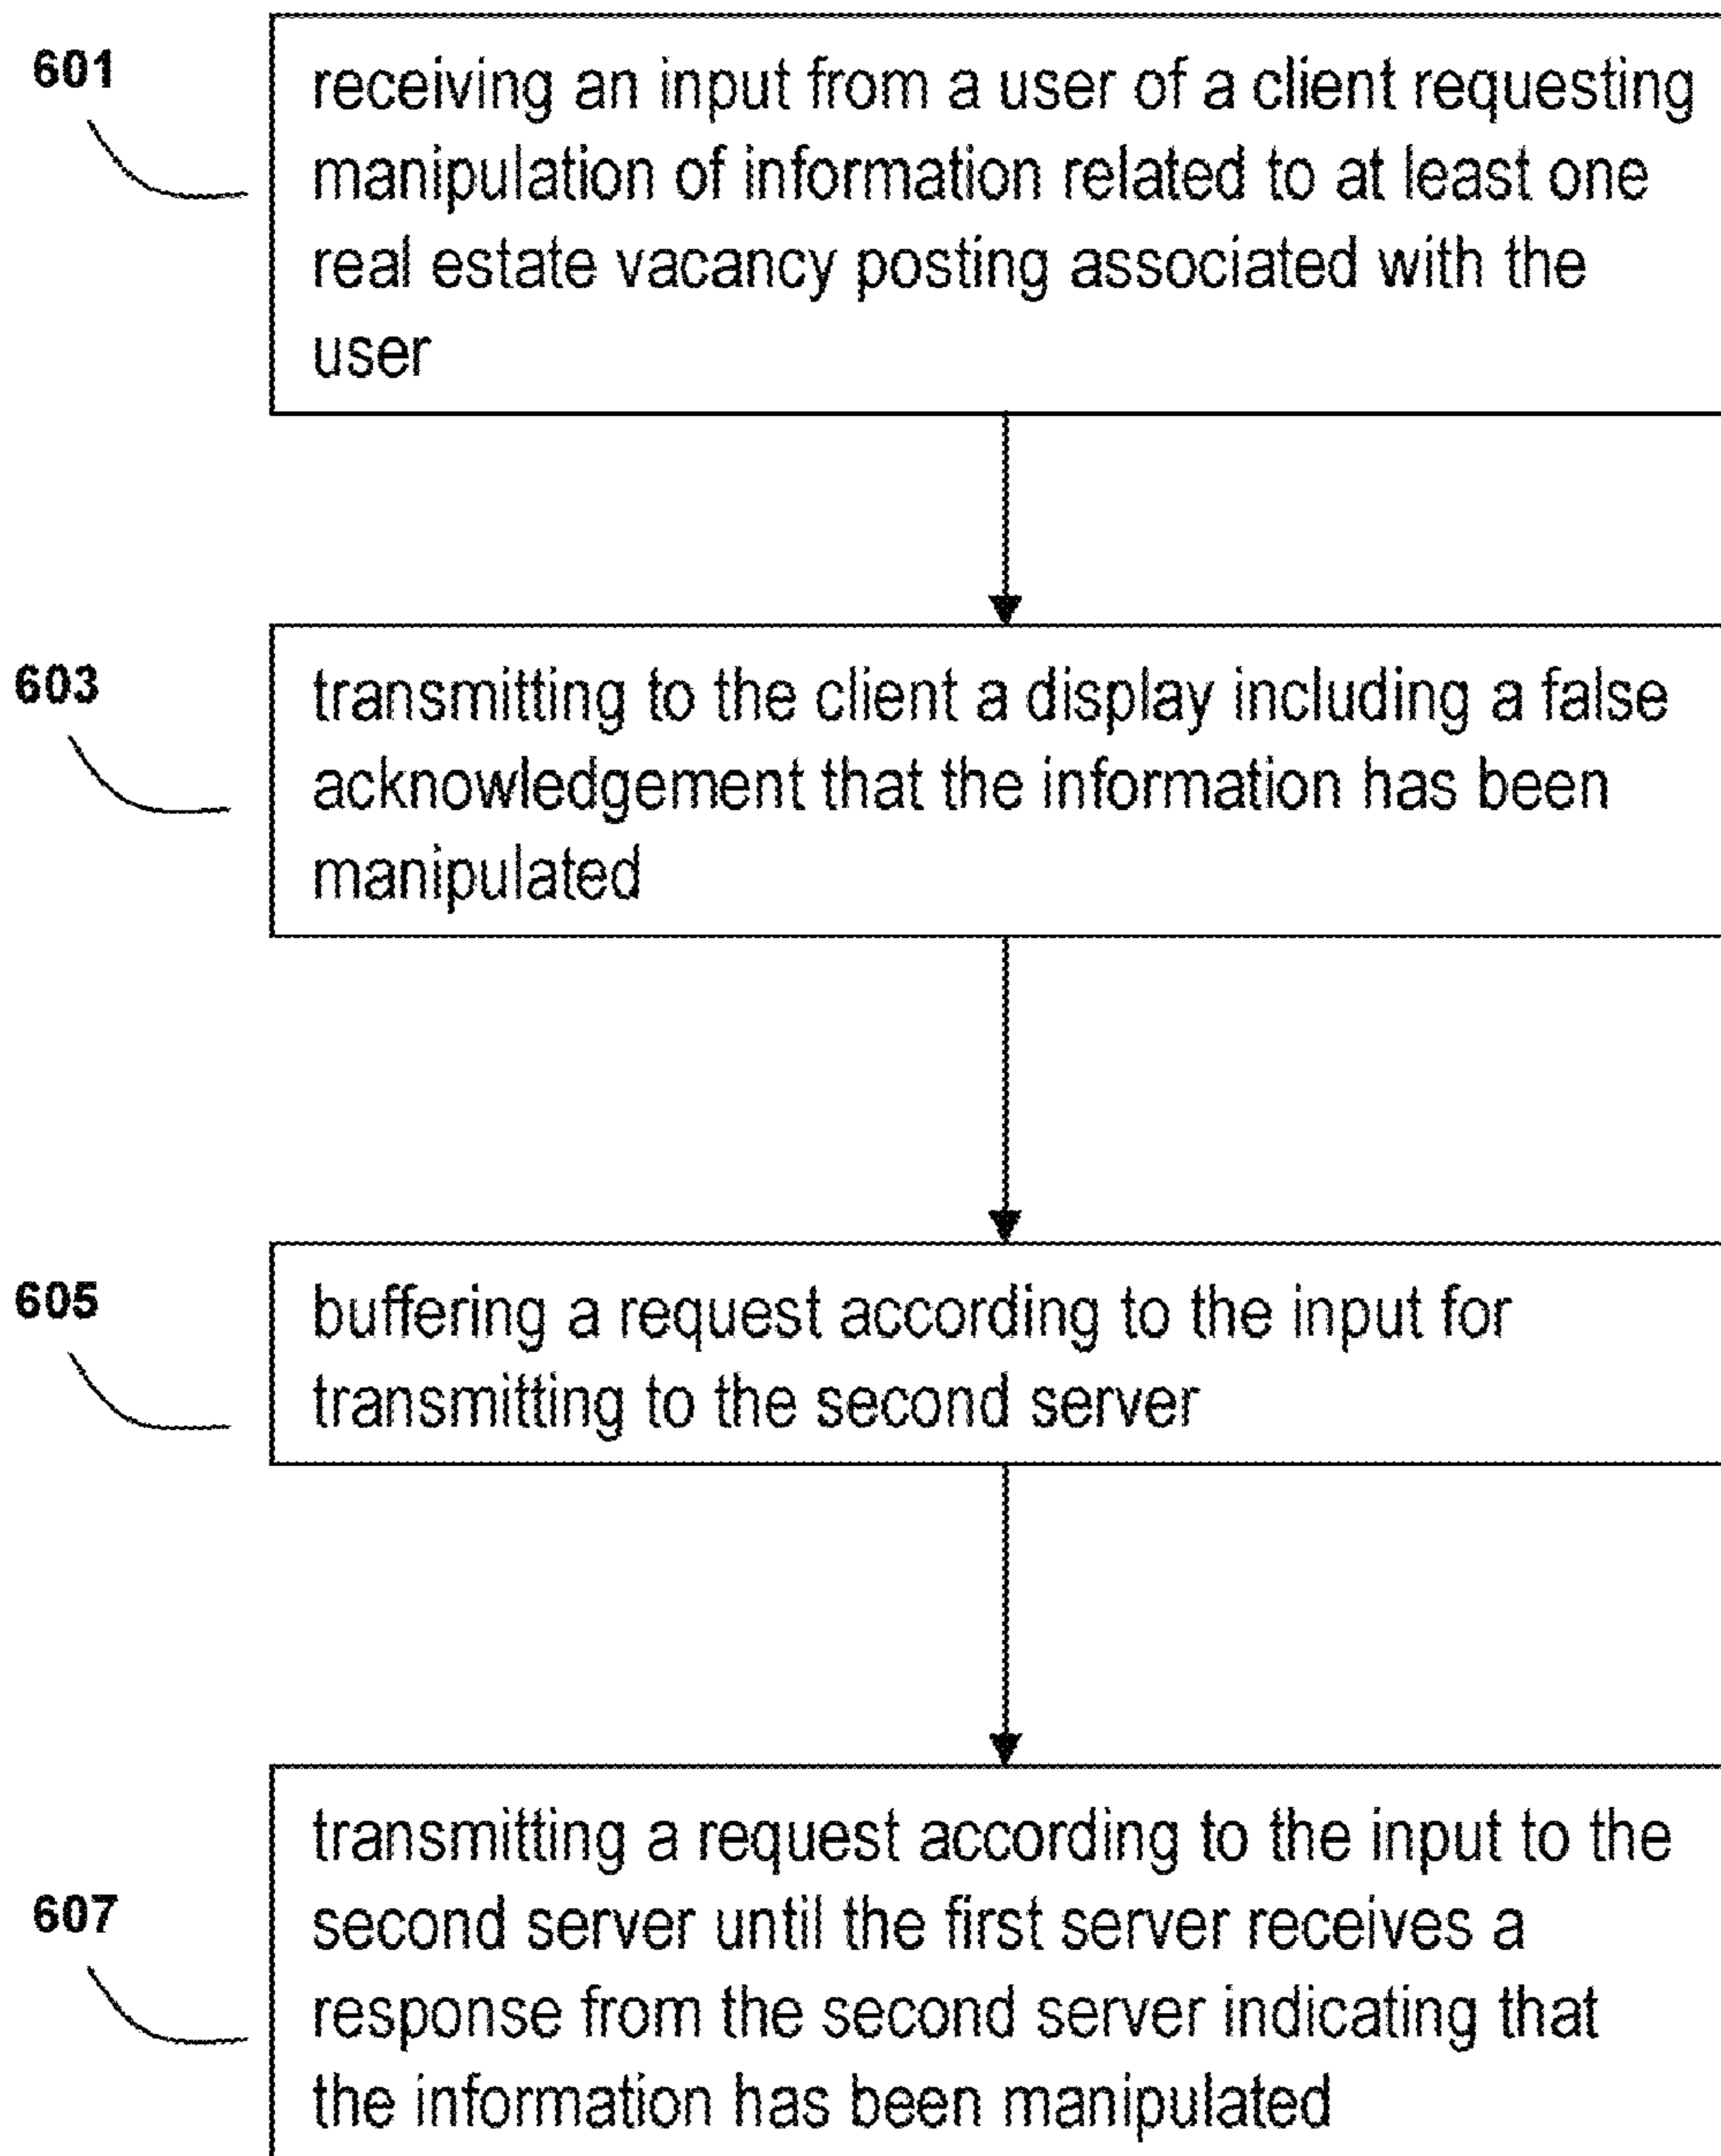 601
receiving an input from a user of a client requesting
manipulation of information related to at least one
real estate vacancy posting associated with the
user
603
transmitting to the client a display including a false
acknowledgement that the information has been
manipulated
605
buffering a request according to the input for
transmitting to the second server
607
transmitting a request according to the input to the
second server until the first server receives a
response from the second server indicating that
the information has been manipulated